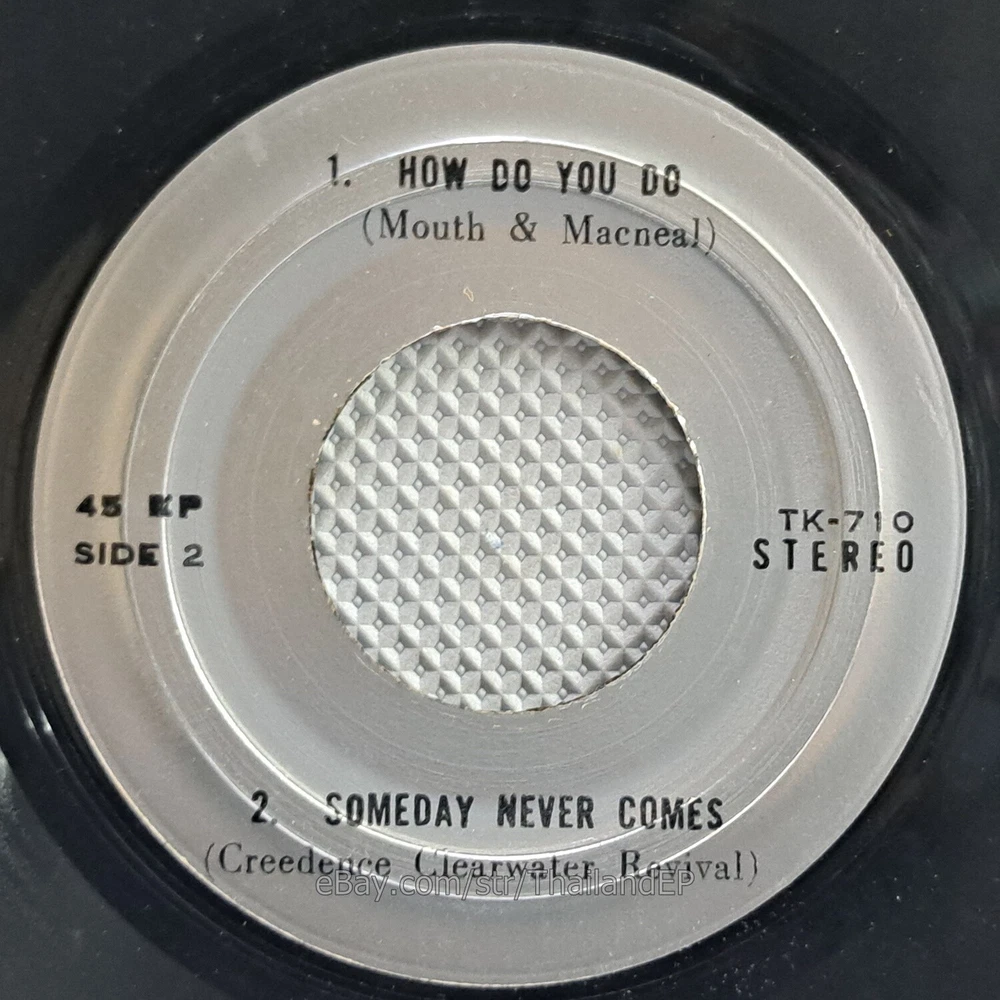 1. HOW DO YOU DO
(Mouth & Macneal)
45 EP
SIDE 2
TK-710
STEREO
2. SOMEDAY NEVER COMES
(Creedence Clearwater Revival)
eBay.com/str/ThailandEP